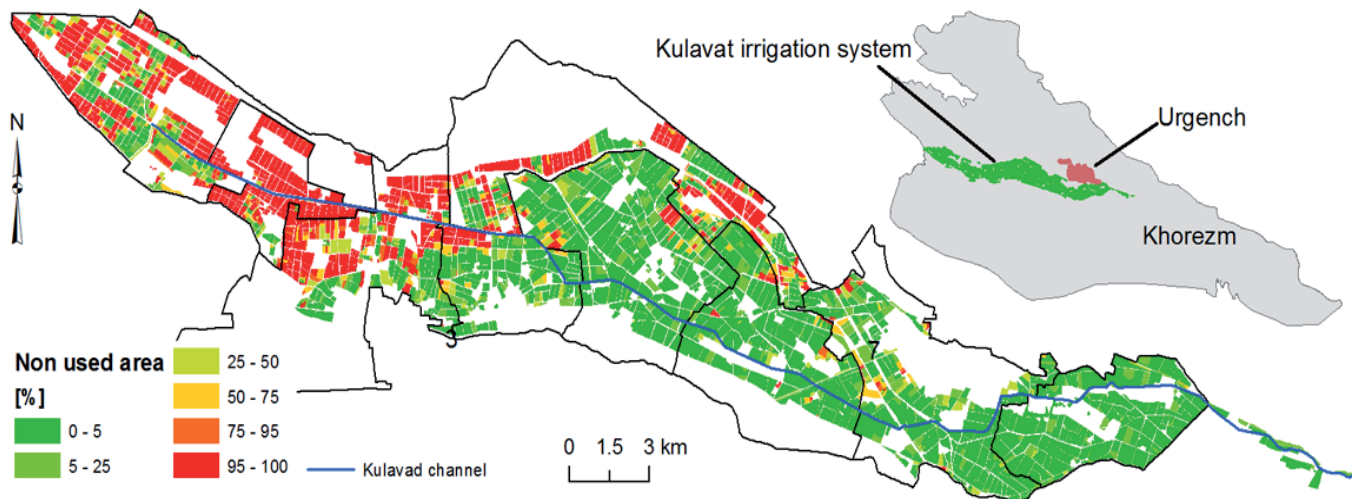 Kulavat irrigation system
Urgench
Khorezm
N
Non used area
[%]
0 - 5
5 - 25
25 - 50
50 - 75
75 - 95
95 - 100
Kulavad channel
0 1.5 3 km